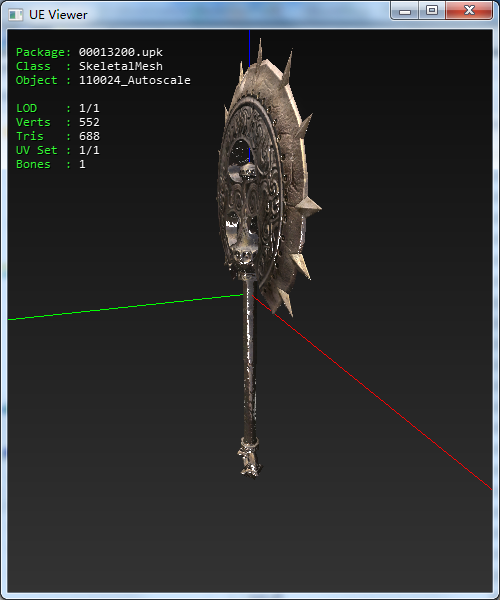 UE Viewer
Package: 00013200.upk
Class : SkeletalMesh
Object : 110024_Autoscale
LOD : 1/1
Verts : 552
Tris : 688
UV Set : 1/1
Bones : 1